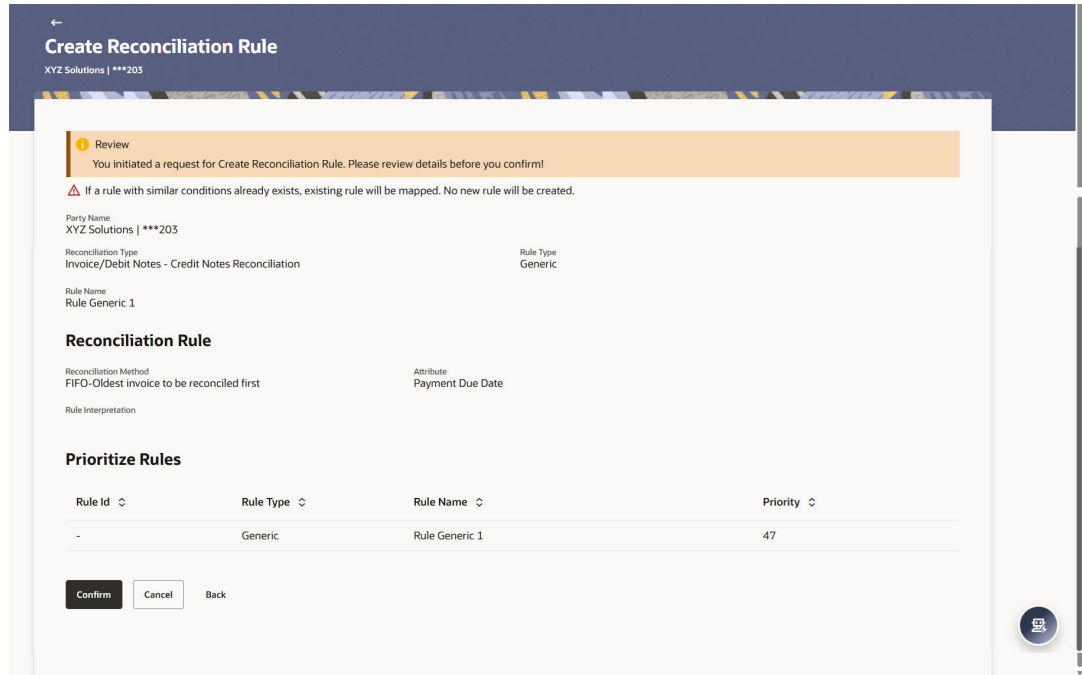 Create Reconciliation Rule
XYZ Solutions | ***203
Review
You initiated a request for Create Reconciliation Rule. Please review details before you confirm!
If a rule with similar conditions already exists, existing rule will be mapped. No new rule will be created.
Party Name
XYZ Solutions | ***203
Reconciliation Type
Invoice/Debit Notes - Credit Notes Reconciliation
Rule Type
Generic
Rule Name
Rule Generic 1
Reconciliation Rule
Reconciliation Method
FIFO-Oldest invoice to be reconciled first
Attribute
Payment Due Date
Rule Interpretation
Prioritize Rules
Rule Id Rule Type Rule Name Priority
- Generic Rule Generic 1 47
Confirm Cancel Back